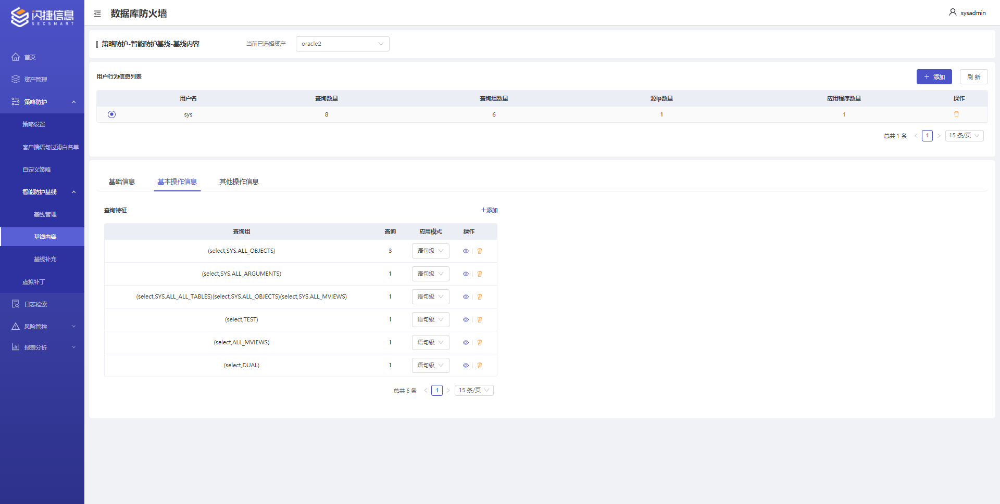 闪捷信息
SECSMART
数据库防火墙
sysadmin
首页
资产管理
策略防护
策略设置
客户端语句过滤白名单
自定义策略
智能防护基线
基线管理
基线内容
基线补充
虚拟补丁
日志检索
风险管控
报表分析
策略防护-智能防护基线-基线内容 当前已选择资产 oracle2
用户行为信息列表 添加 刷 新
用户名 查询数量 查询组数量 源ip数量 应用程序数量 操作
sys 8 6 1 1
总共 1 条 < 1 > 15 条/页
基础信息 基本操作信息 其他操作信息
查询特征 +添加
查询组 查询 应用模式 操作
(select,SYS.ALL_OBJECTS) 3 语句级
(select,SYS.ALL_ARGUMENTS) 1 语句级
(select,SYS.ALL_ALL_TABLES)(select,SYS.ALL_OBJECTS)(select,SYS.ALL_MVIEWS) 1 语句级
(select,TEST) 1 语句级
(select,ALL_MVIEWS) 1 语句级
(select,DUAL) 1 语句级
总共 6 条 < 1 > 15 条/页